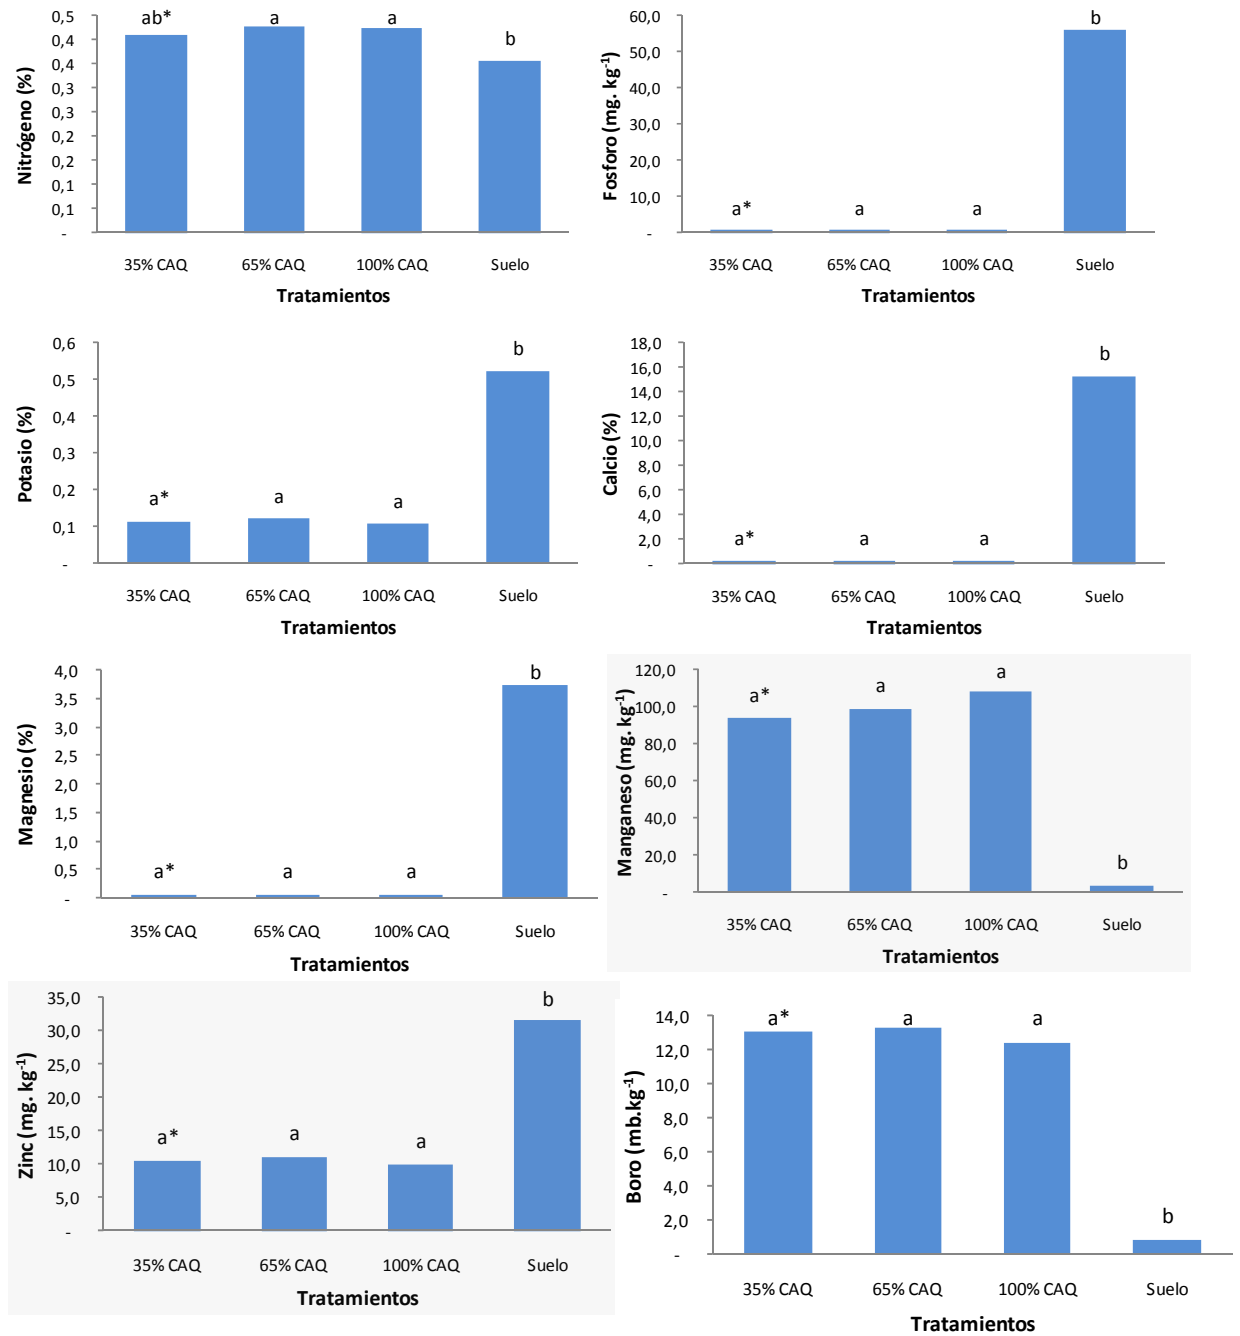 Nitrógeno (%)
0,5
0,4
0,4
0,3
0,3
0,2
0,2
0,1
0,1
-
ab* a a b
35% CAQ 65% CAQ 100% CAQ Suelo
Tratamientos
Fosforo (mg. kg-1)
60,0
50,0
40,0
30,0
20,0
10,0
-
a* a a b
35% CAQ 65% CAQ 100% CAQ Suelo
Tratamientos
Potasio (%)
0,6
0,5
0,4
0,3
0,2
0,1
-
a* a a b
35% CAQ 65% CAQ 100% CAQ Suelo
Tratamientos
Calcio (%)
18,0
16,0
14,0
12,0
10,0
8,0
6,0
4,0
2,0
-
a* a a b
35% CAQ 65% CAQ 100% CAQ Suelo
Tratamientos
Magnesio (%)
4,0
3,5
3,0
2,5
2,0
1,5
1,0
0,5
-
a* a a b
35% CAQ 65% CAQ 100% CAQ Suelo
Tratamientos
Manganeso (mg. kg-1)
120,0
100,0
80,0
60,0
40,0
20,0
-
a* a a b
35% CAQ 65% CAQ 100% CAQ Suelo
Tratamientos
Zinc (mg. kg-1)
35,0
30,0
25,0
20,0
15,0
10,0
5,0
-
a* a a b
35% CAQ 65% CAQ 100% CAQ Suelo
Tratamientos
Boro (mb.kg-1)
14,0
12,0
10,0
8,0
6,0
4,0
2,0
-
a* a a b
35% CAQ 65% CAQ 100% CAQ Suelo
Tratamientos